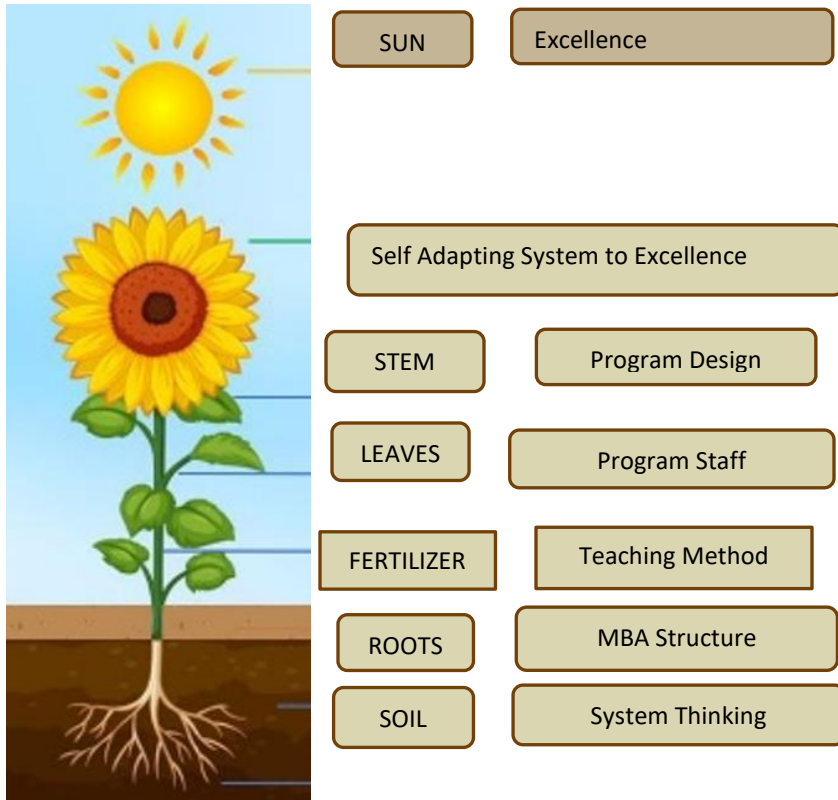 SUN Excellence
Self Adapting System to Excellence
STEM Program Design
LEAVES Program Staff
FERTILIZER Teaching Method
ROOTS MBA Structure
SOIL System Thinking